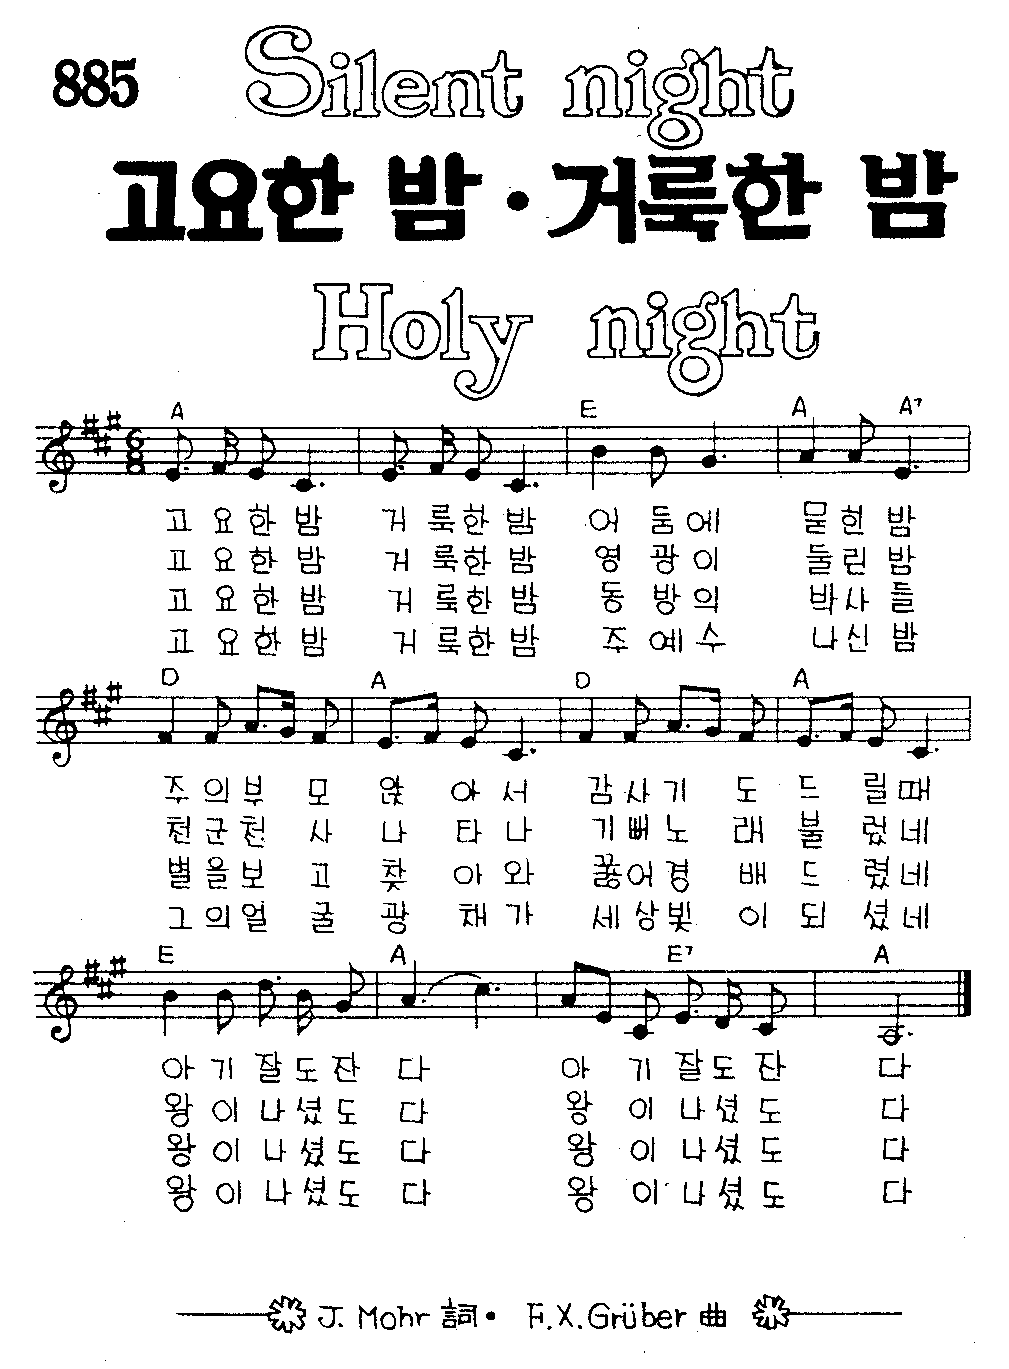 885
Silent night
고요한 밤 · 거룩한 밤
Holy night
A E A A7
6
8
고 요 한 밤 거 룩 한 밤 어 둠 에 묻 힌 밤
고 요 한 밤 거 룩 한 밤 영 광 이 둘 린 밤
고 요 한 밤 거 룩 한 밤 동 방 의 박 사 들
고 요 한 밤 거 룩 한 밤 주 예 수 나 신 밤
D A D A
주 의 부 모 앉 아 서 감 사 기 도 드 릴 때
천 군 천 사 나 타 나 기 뻐 노 래 불 렀 네
별 을 보 고 찾 아 와 꿇 어 경 배 드 렸 네
그 의 얼 굴 광 채 가 세 상 빛 이 되 셨 네
E A E7 A
아 기 잘 도 잔 다 아 기 잘 도 잔 다
왕 이 나 셨 도 다 왕 이 나 셨 도 다
왕 이 나 셨 도 다 왕 이 나 셨 도 다
왕 이 나 셨 도 다 왕 이 나 셨 도 다
J. Mohr 詞 • F.X.Grüber 曲